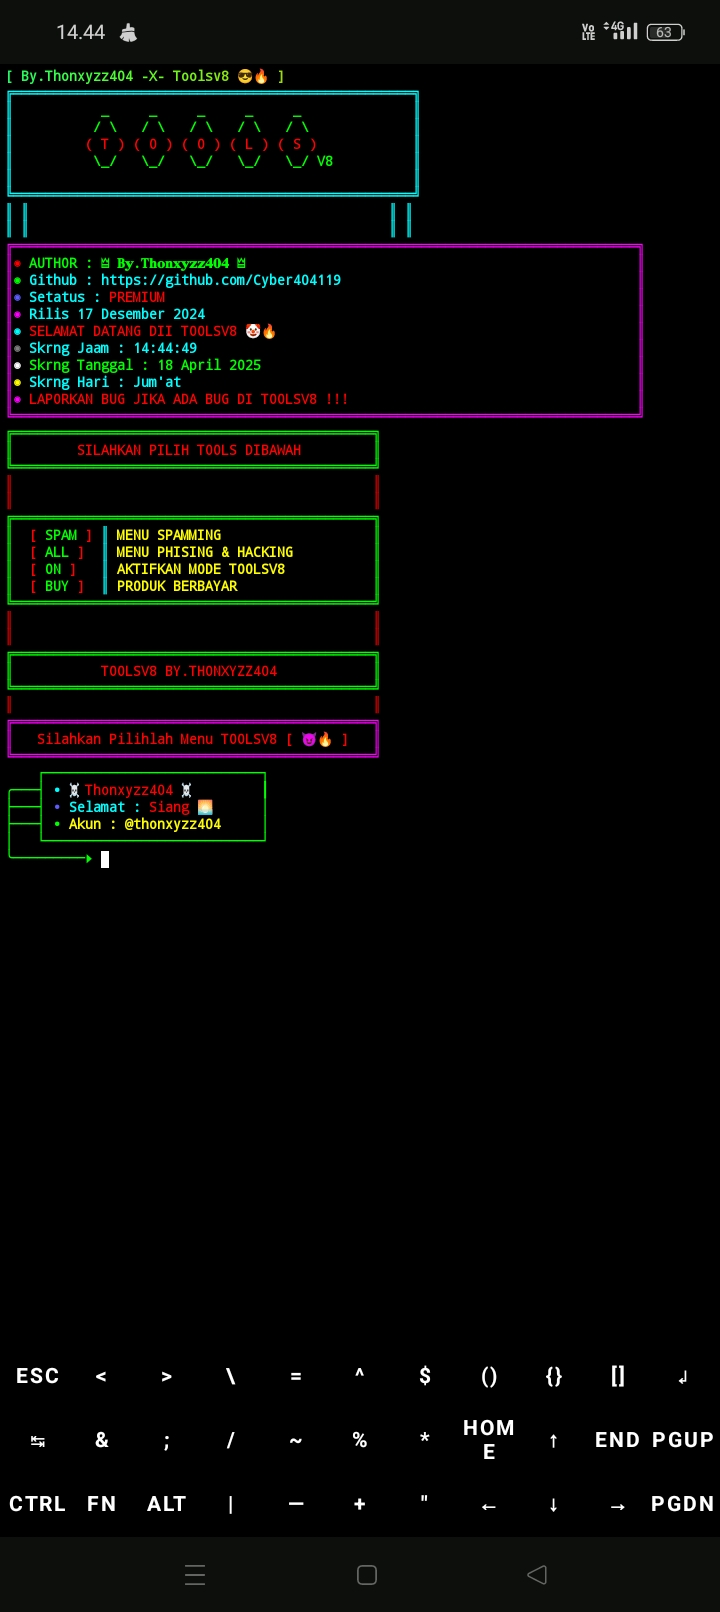 14.44 Vo LTE 4G 63
[ By.Thonxyzz404 -X- Toolsv8 😎🔥 ]
( T ) ( O ) ( O ) ( L ) ( S )
V8
AUTHOR : 𝐁𝐲.𝐓𝐡𝐨𝐧𝐱𝐲𝐳𝐳𝟒𝟎𝟒
Github : https://github.com/Cyber404119
Setatus : PREMIUM
Rilis 17 Desember 2024
SELAMAT DATANG DII TOOLSV8 🤡🔥
Skrng Jaam : 14:44:49
Skrng Tanggal : 18 April 2025
Skrng Hari : Jum'at
LAPORKAN BUG JIKA ADA BUG DI TOOLSV8 !!!
SILAHKAN PILIH TOOLS DIBAWAH
[ SPAM ] ║ MENU SPAMMING
[ ALL ] ║ MENU PHISING & HACKING
[ ON ] ║ AKTIFKAN MODE TOOLSV8
[ BUY ] ║ PRODUK BERBAYAR
TOOLSV8 BY.THONXYZZ404
Silahkan Pilihlah Menu TOOLSV8 [ 😈🔥 ]
• ☠ Thonxyzz404 ☠
• Selamat : Siang 🌅
• Akun : @thonxyzz404
ESC < > \ = ^ $ () {} [] ↲
↹ & ; / ~ % * HOME ↑ END PGUP
CTRL FN ALT | — + " ← ↓ → PGDN